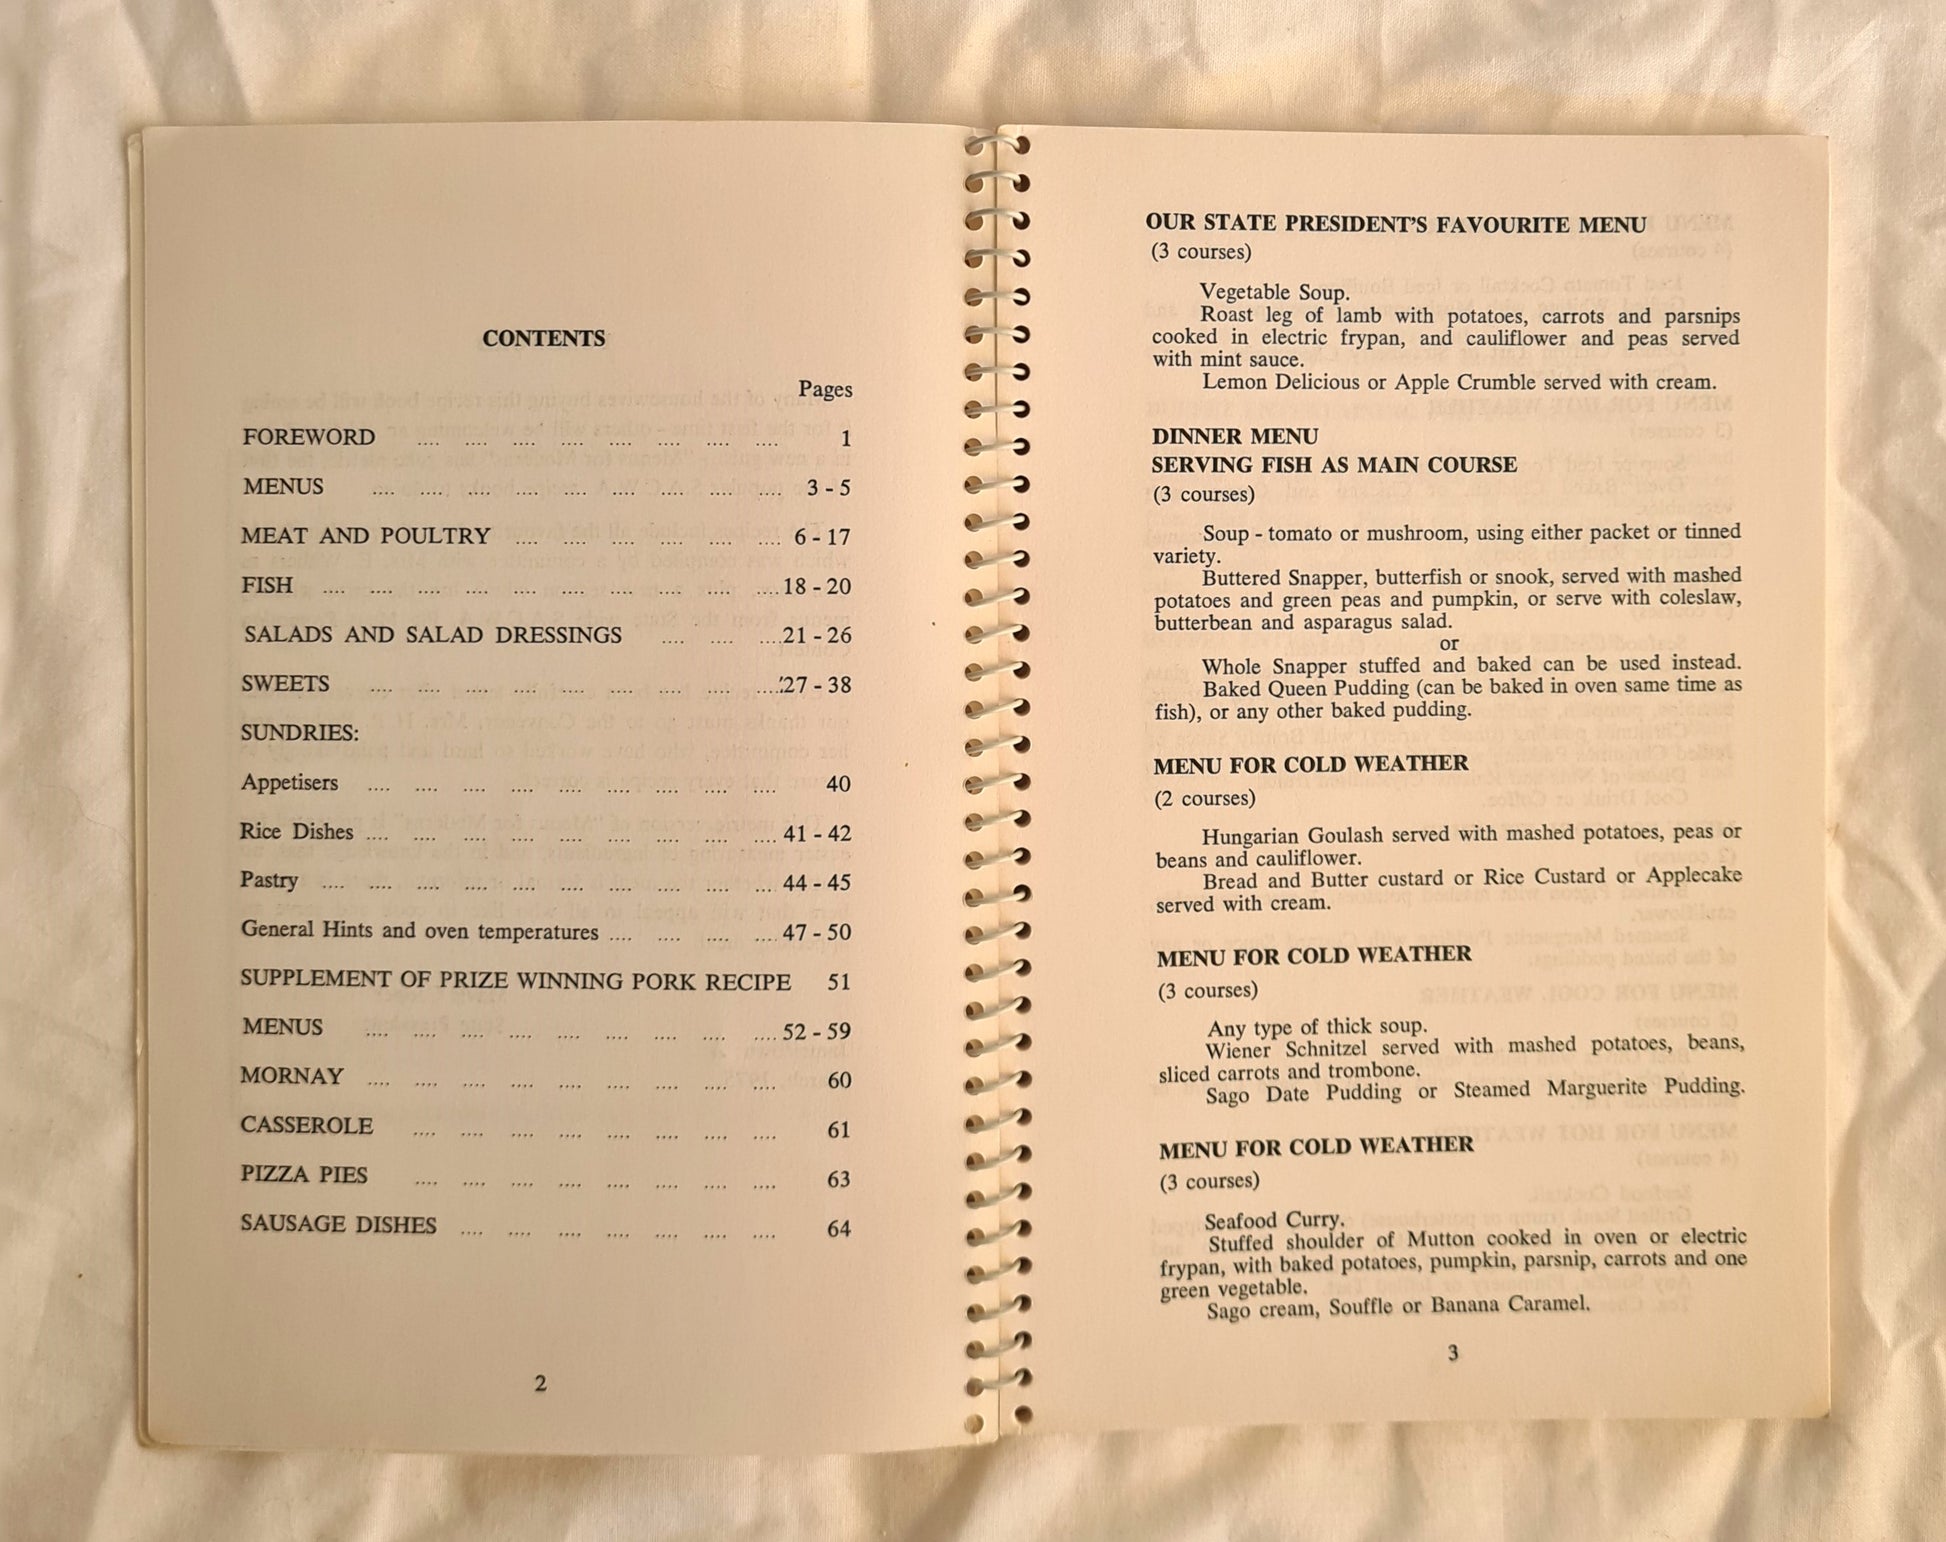 CONTENTS
Pages
FOREWORD .... .... .... .... .... .... .... .... 1
MENUS .... .... .... .... .... .... .... .... .... 3 - 5
MEAT AND POULTRY .... .... .... .... .... .... 6 - 17
FISH .... .... .... .... .... .... .... .... .... .... 18 - 20
SALADS AND SALAD DRESSINGS .... .... .... 21 - 26
SWEETS .... .... .... .... .... .... .... .... .... 27 - 38
SUNDRIES:
Appetisers .... .... .... .... .... .... .... .... .... 40
Rice Dishes .... .... .... .... .... .... .... .... .... 41 - 42
Pastry .... .... .... .... .... .... .... .... .... .... 44 - 45
General Hints and oven temperatures .... .... .... .... 47 - 50
SUPPLEMENT OF PRIZE WINNING PORK RECIPE 51
MENUS .... .... .... .... .... .... .... .... .... 52 - 59
MORNAY .... .... .... .... .... .... .... .... .... 60
CASSEROLE .... .... .... .... .... .... .... .... 61
PIZZA PIES .... .... .... .... .... .... .... .... 63
SAUSAGE DISHES .... .... .... .... .... .... .... 64
2
OUR STATE PRESIDENT'S FAVOURITE MENU
(3 courses)
Vegetable Soup.
Roast leg of lamb with potatoes, carrots and parsnips
cooked in electric frypan, and cauliflower and peas served
with mint sauce.
Lemon Delicious or Apple Crumble served with cream.
DINNER MENU
SERVING FISH AS MAIN COURSE
(3 courses)
Soup - tomato or mushroom, using either packet or tinned
variety.
Buttered Snapper, butterfish or snook, served with mashed
potatoes and green peas and pumpkin, or serve with coleslaw,
butterbean and asparagus salad.
or
Whole Snapper stuffed and baked can be used instead.
Baked Queen Pudding (can be baked in oven same time as
fish), or any other baked pudding.
MENU FOR COLD WEATHER
(2 courses)
Hungarian Goulash served with mashed potatoes, peas or
beans and cauliflower.
Bread and Butter custard or Rice Custard or Applecake
served with cream.
MENU FOR COLD WEATHER
(3 courses)
Any type of thick soup.
Wiener Schnitzel served with mashed potatoes, beans,
sliced carrots and trombone.
Sago Date Pudding or Steamed Marguerite Pudding.
MENU FOR COLD WEATHER
(3 courses)
Seafood Curry.
Stuffed shoulder of Mutton cooked in oven or electric
frypan, with baked potatoes, pumpkin, parsnip, carrots and one
green vegetable.
Sago cream, Souffle or Banana Caramel.
3